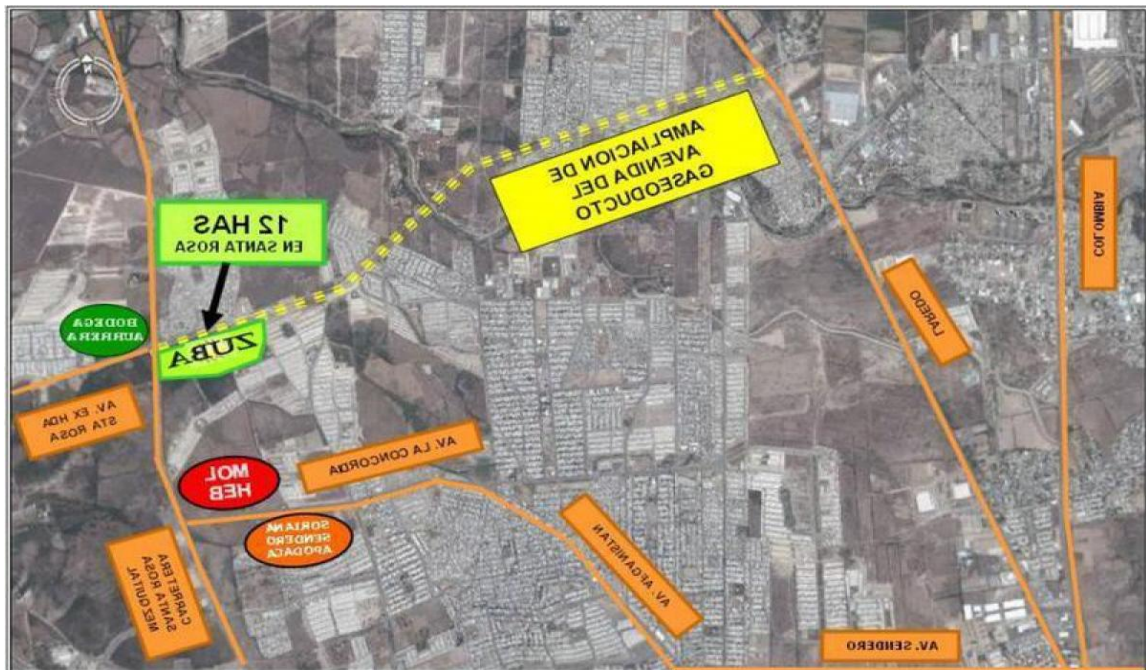 AMPLIACION DE
AVENIDA DEL
GASEODUCTO
N
12 HAS
EN SANTA ROSA
COLOMBIA
LAREDO
BODEGA
AURRERA
ZUBA
AV. EX HDA
STA ROSA
AV. LA CONCORDIA
MOL
HEB
SORIANA
SENDERO
APODACA
AV. AFGANISTAN
CARRETERA
SANTA ROSA
MEZQUITAL
AV. SENDERO